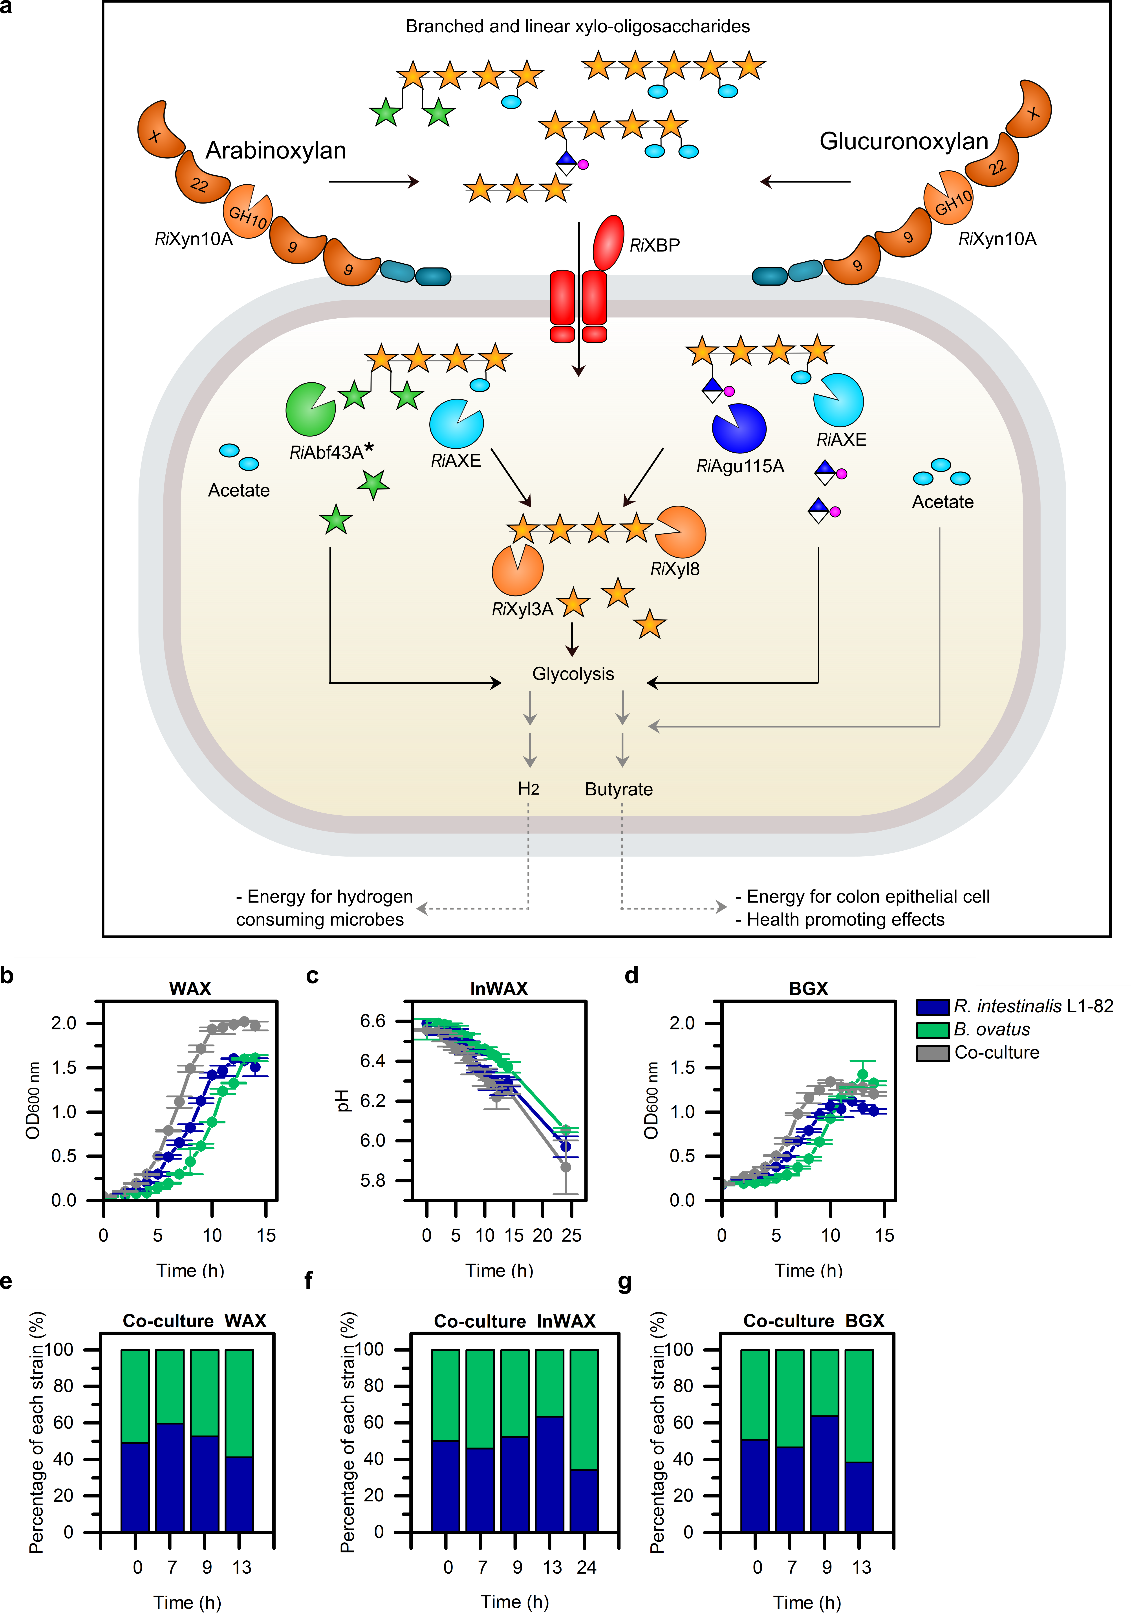 a
Branched and linear xylo-oligosaccharides
Arabinoxylan
Glucuronoxylan
X
22
GH10
9
9
RiXyn10A
X
22
GH10
9
9
RiXyn10A
RiXBP
RiAbf43A*
RiAXE
RiAgu115A
RiAXE
Acetate
Acetate
RiXyl8
RiXyl3A
Glycolysis
H2
Butyrate
- Energy for hydrogen
consuming microbes
- Energy for colon epithelial cell
- Health promoting effects
b
WAX
OD600 nm
2.0
1.5
1.0
0.5
0.0
0 5 10 15
Time (h)
c
InWAX
pH
6.6
6.4
6.2
6.0
5.8
0 5 10 15 20 25
Time (h)
d
BGX
OD600 nm
2.0
1.5
1.0
0.5
0.0
0 5 10 15
Time (h)
R. intestinalis L1-82
B. ovatus
Co-culture
e
Co-culture WAX
Percentage of each strain (%)
100
80
60
40
20
0
0 7 9 13
Time (h)
f
Co-culture InWAX
Percentage of each strain (%)
100
80
60
40
20
0
0 7 9 13 24
Time (h)
g
Co-culture BGX
Percentage of each strain (%)
100
80
60
40
20
0
0 7 9 13
Time (h)